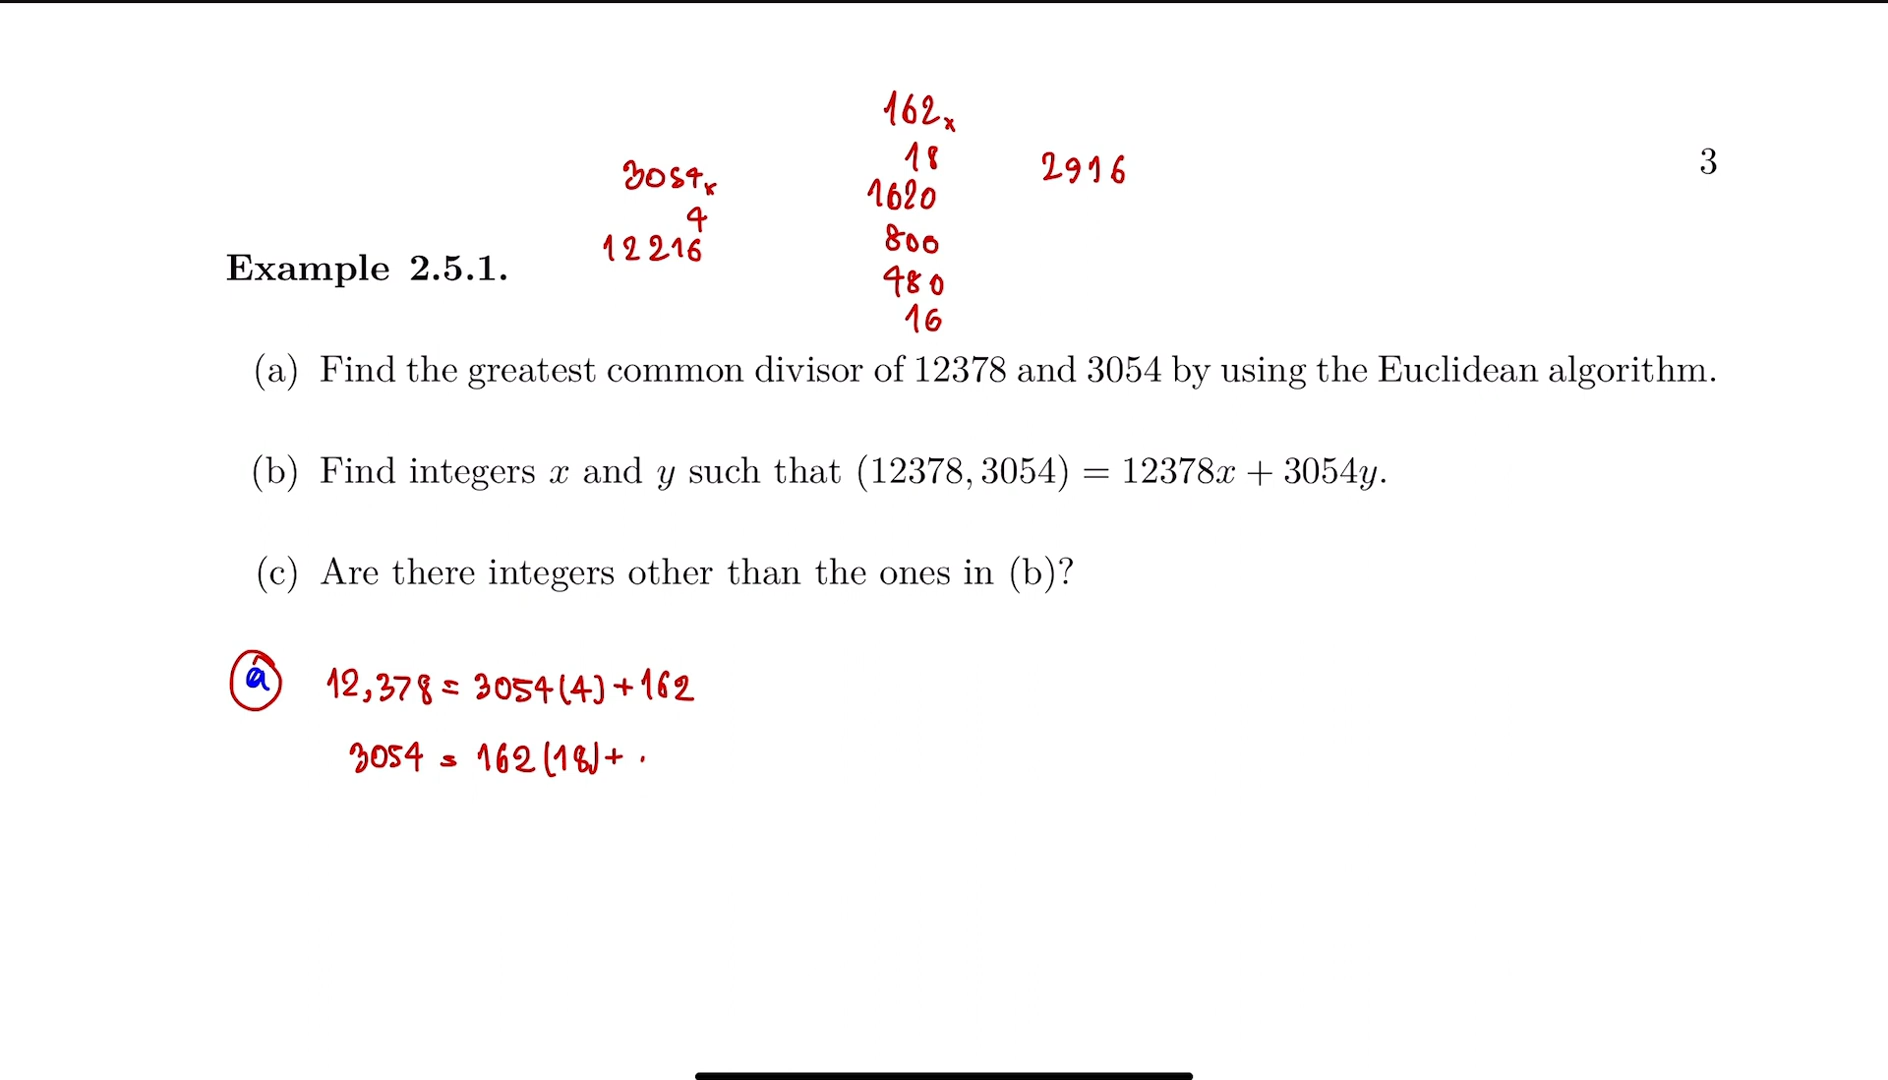 162x
3054x 18 2916 3
4 1620
12216 800
Example 2.5.1.
480
16
(a) Find the greatest common divisor of 12378 and 3054 by using the Euclidean algorithm.
(b) Find integers x and y such that (12378, 3054) = 12378x + 3054y.
(c) Are there integers other than the ones in (b)?
a 12,378 = 3054(4) + 162
3054 = 162(18) + .